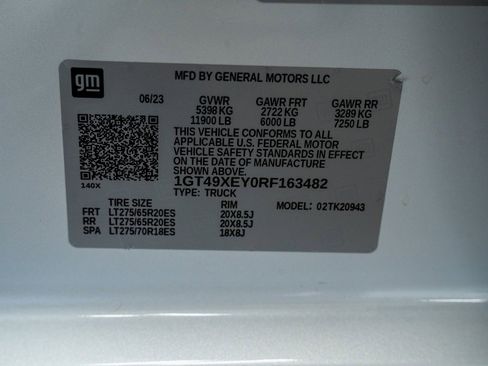 gm
MFD BY GENERAL MOTORS LLC
06/23 GVWR GAWR FRT GAWR RR
5398 KG 2722 KG 3289 KG
11900 LB 6000 LB 7250 LB
THIS VEHICLE CONFORMS TO ALL
APPLICABLE U.S. FEDERAL MOTOR
VEHICLE SAFETY STANDARDS IN EFFECT
ON THE DATE OF MANUFACTURE
SHOWN ABOVE.
140X
1GT49XEY0RF163482
TYPE: TRUCK
TIRE SIZE RIM MODEL: 02TK20943
FRT LT275/65R20ES 20X8.5J
RR LT275/65R20ES 20X8.5J
SPA LT275/70R18ES 18X8J